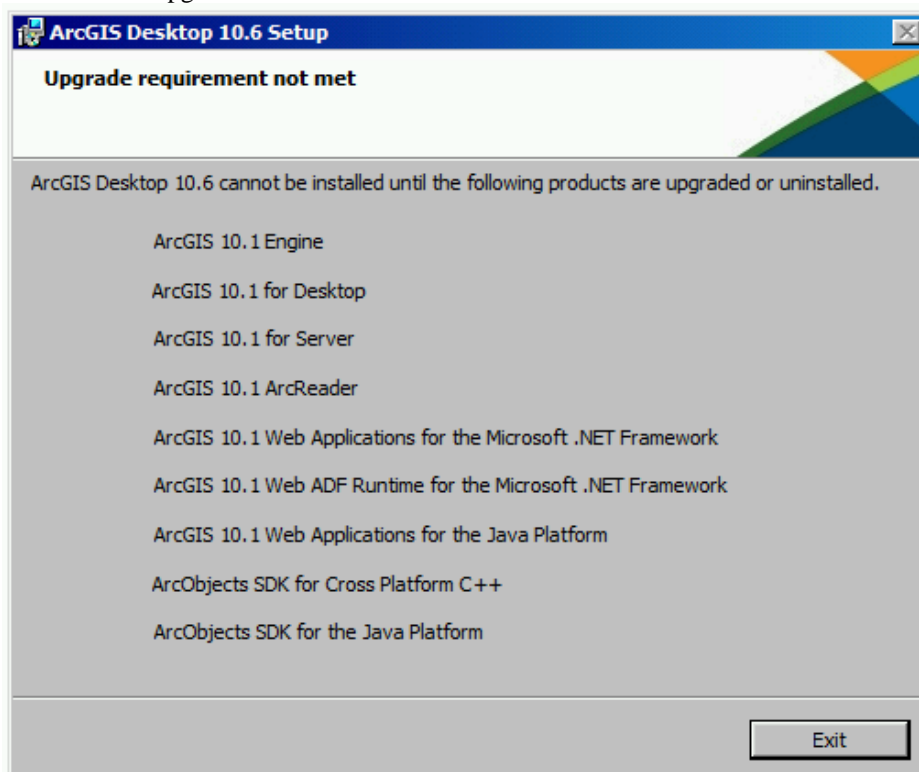 ArcGIS Desktop 10.6 Setup
Upgrade requirement not met
ArcGIS Desktop 10.6 cannot be installed until the following products are upgraded or uninstalled.
ArcGIS 10.1 Engine
ArcGIS 10.1 for Desktop
ArcGIS 10.1 for Server
ArcGIS 10.1 ArcReader
ArcGIS 10.1 Web Applications for the Microsoft .NET Framework
ArcGIS 10.1 Web ADF Runtime for the Microsoft .NET Framework
ArcGIS 10.1 Web Applications for the Java Platform
ArcObjects SDK for Cross Platform C++
ArcObjects SDK for the Java Platform
Exit